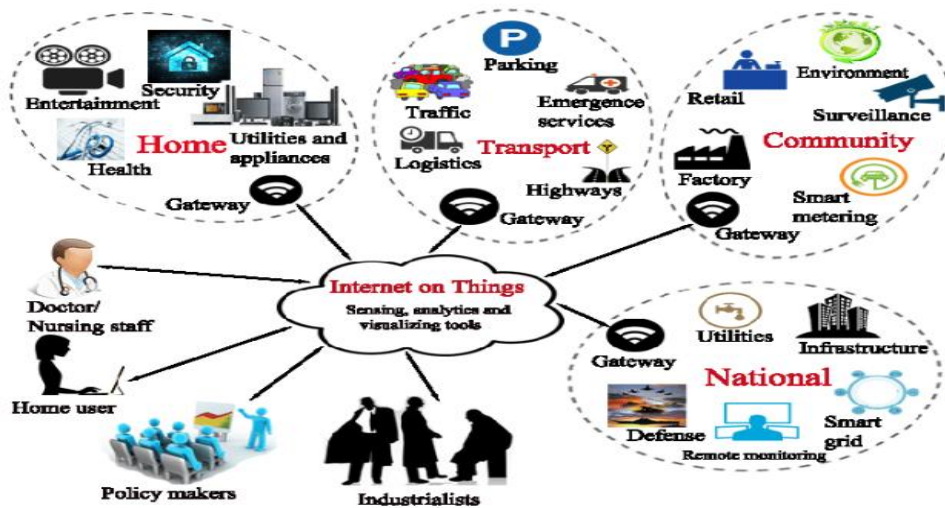 Entertainment
Security
Home
Utilities and
appliances
Health
Gateway
P
Parking
Traffic
Emergence
services
Logistics
Transport
Highways
Gateway
Retail
Environment
Surveillance
Community
Factory
Smart
metering
Gateway
Internet on Things
Sensing, analytics and
visualizing tools
Doctor/
Nursing staff
Home user
Policy makers
Industrialists
Gateway
Utilities
Infrastructure
National
Defense
Remote monitoring
Smart
grid